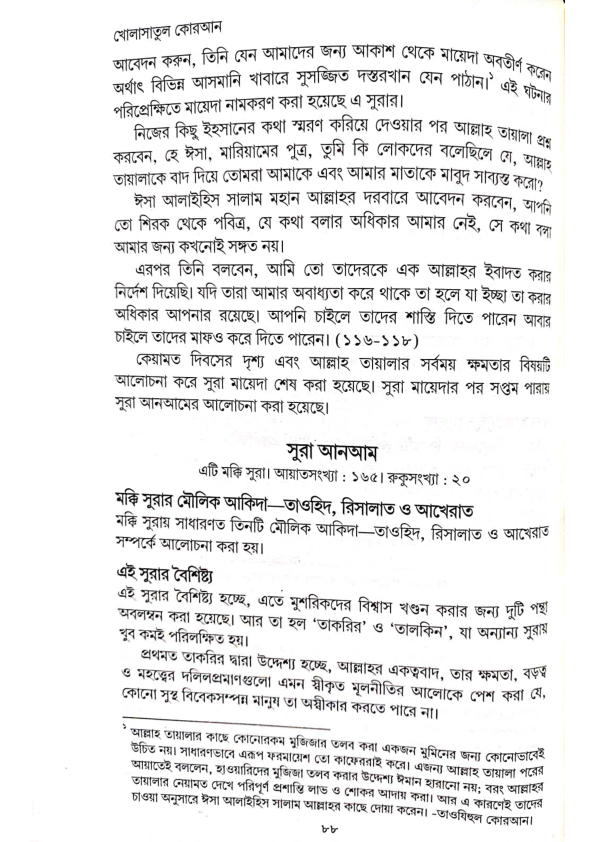 খোলাসাতুল কোরআন
আবেদন করুন, তিনি যেন আমাদের জন্য আকাশ থেকে মায়েদা অবতীর্ণ করেন
অর্থাৎ বিভিন্ন আসমানি খাবারে সুসজ্জিত দস্তরখান যেন পাঠান।১ এই ঘটনার
পরিপ্রেক্ষিতে মায়েদা নামকরণ করা হয়েছে এ সুরার।
নিজের কিছু ইহসানের কথা স্মরণ করিয়ে দেওয়ার পর আল্লাহ তায়ালা প্রশ্ন
করবেন, হে ঈসা, মারিয়ামের পুত্র, তুমি কি লোকদের বলেছিলে যে, আল্লাহ
তায়ালাকে বাদ দিয়ে তোমরা আমাকে এবং আমার মাতাকে মাবুদ সাব্যস্ত করো?
ঈসা আলাইহিস সালাম মহান আল্লাহর দরবারে আবেদন করবেন, আপনি
তো শিরক থেকে পবিত্র, যে কথা বলার অধিকার আমার নেই, সে কথা বলা
আমার জন্য কখনোই সঙ্গত নয়।
এরপর তিনি বলবেন, আমি তো তাদেরকে এক আল্লাহর ইবাদত করার
নির্দেশ দিয়েছি। যদি তারা আমার অবাধ্যতা করে থাকে তা হলে যা ইচ্ছা তা করার
অধিকার আপনার রয়েছে। আপনি চাইলে তাদের শাস্তি দিতে পারেন আবার
চাইলে তাদের মাফও করে দিতে পারেন। (১১৬-১১৮)
কেয়ামত দিবসের দৃশ্য এবং আল্লাহ তায়ালার সর্বময় ক্ষমতার বিষয়টি
আলোচনা করে সুরা মায়েদা শেষ করা হয়েছে। সুরা মায়েদার পর সপ্তম পারায়
সুরা আনআমের আলোচনা করা হয়েছে।
সুরা আনআম
এটি মক্কি সুরা। আয়াতসংখ্যা : ১৬৫। রুকুসংখ্যা : ২০
মক্কি সুরার মৌলিক আকিদা—তাওহিদ, রিসালাত ও আখেরাত
মক্কি সুরায় সাধারণত তিনটি মৌলিক আকিদা—তাওহিদ, রিসালাত ও আখেরাত
সম্পর্কে আলোচনা করা হয়।
এই সুরার বৈশিষ্ট্য
এই সুরার বৈশিষ্ট্য হচ্ছে, এতে মুশরিকদের বিশ্বাস খণ্ডন করার জন্য দুটি পন্থা
অবলম্বন করা হয়েছে। আর তা হল ‘তাকরির’ ও ‘তালকিন’, যা অন্যান্য সুরায়
খুব কমই পরিলক্ষিত হয়।
প্রথমত তাকরির দ্বারা উদ্দেশ্য হচ্ছে, আল্লাহর একত্ববাদ, তার ক্ষমতা, বড়ত্ব
ও মহত্ত্বের দলিলপ্রমাণগুলো এমন স্বীকৃত মূলনীতির আলোকে পেশ করা যে,
কোনো সুস্থ বিবেকসম্পন্ন মানুষ তা অস্বীকার করতে পারে না।
১ আল্লাহ তায়ালার কাছে কোনোরকম মুজিজার তলব করা একজন মুমিনের জন্য কোনোভাবেই
উচিত নয়। সাধারণভাবে এরূপ ফরমায়েশ তো কাফেররাই করে। এজন্য আল্লাহ তায়ালা পরের
আয়াতেই বললেন, হাওয়ারিদের মুজিজা তলব করার উদ্দেশ্য ঈমান হারানো নয়; বরং আল্লাহর
তায়ালার নেয়ামত দেখে পরিপূর্ণ প্রশান্তি লাভ ও শোকর আদায় করা। আর এ কারণেই তাদের
চাওয়া অনুসারে ঈসা আলাইহিস সালাম আল্লাহর কাছে দোয়া করেন। -তাওযিহুল কোরআন।
৮৮